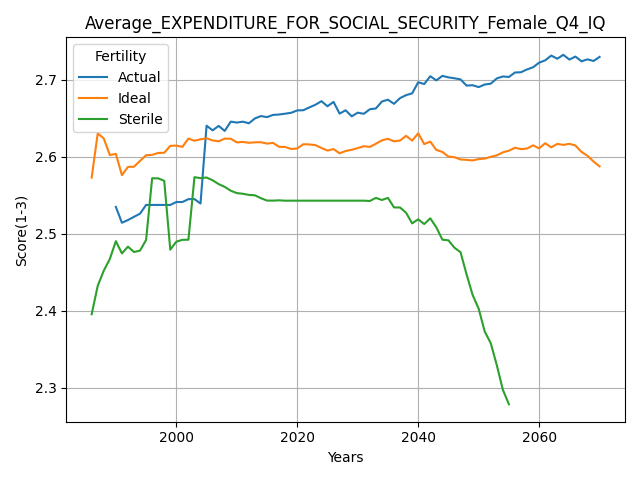 Average_EXPENDITURE_FOR_SOCIAL_SECURITY_Female_Q4_IQ
Fertility
Actual
Ideal
Sterile
Score(1-3)
2.7
2.6
2.5
2.4
2.3
2000
2020
2040
2060
Years